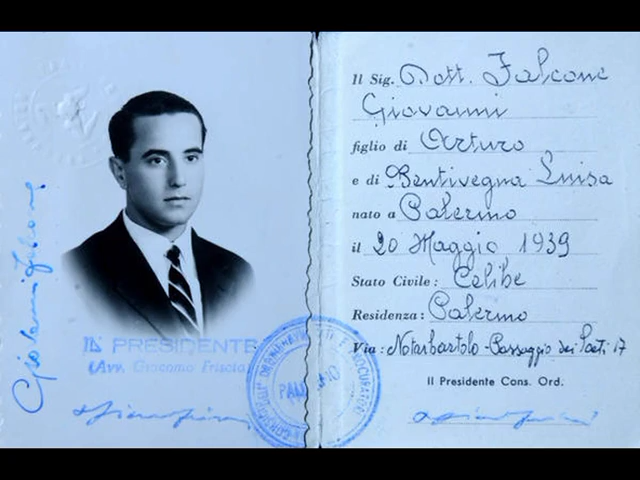 Giovanni Falcone
IL PRESIDENTE
(Avv. Giacomo Friscia)
Il Sig. Dott. Falcone
Giovanni
figlio di Arturo
e di Bentivegna Luisa
nato a Palermo
il 20 Maggio 1939
Stato Civile: Celibe
Residenza: Palermo
Via: Notarbartolo - Passaggio dei Poeti 17
Il Presidente Cons. Ord.